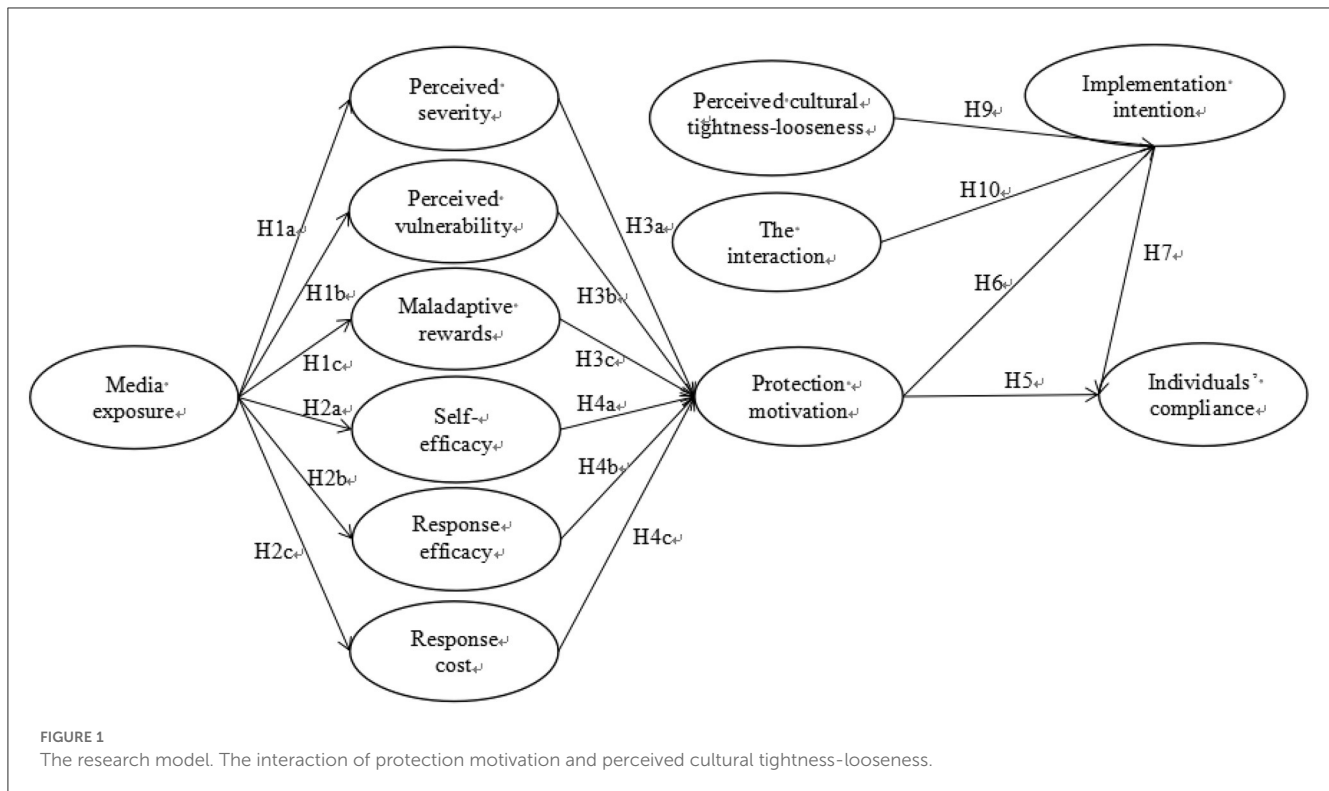 Perceived
severity
Perceived
vulnerability
Maladaptive
rewards
Media
exposure
Self-
efficacy
Response
efficacy
Response
cost
H1a
H1b
H1c
H2a
H2b
H2c
H3a
H3b
H3c
H4a
H4b
H4c
Perceived cultural
tightness-looseness
The
interaction
Protection
motivation
Implementation
intention
Individuals’
compliance
H9
H10
H6
H7
H5
FIGURE 1
The research model. The interaction of protection motivation and perceived cultural tightness-looseness.